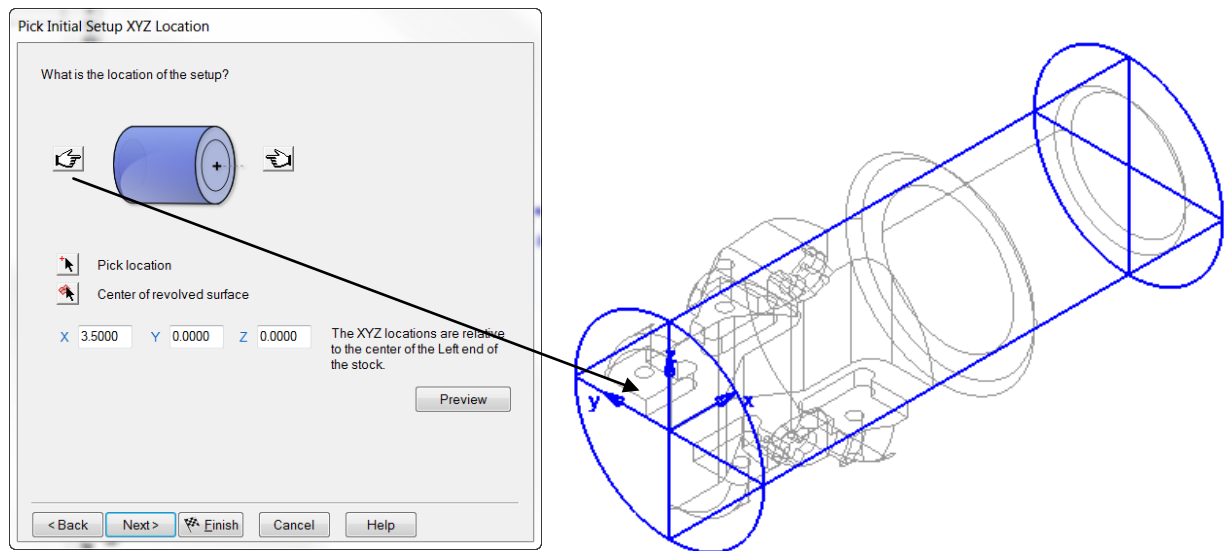 Pick Initial Setup XYZ Location
What is the location of the setup?
Pick location
Center of revolved surface
X 3.5000 Y 0.0000 Z 0.0000
The XYZ locations are relative
to the center of the Left end of
the stock.
Preview
< Back Next > Finish Cancel Help
z
y x